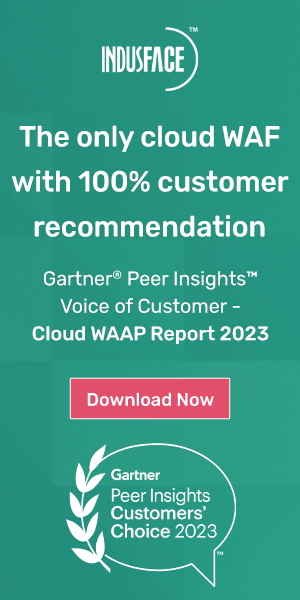 INDUSFACE™
The only cloud WAF
with 100% customer
recommendation
Gartner® Peer Insights™
Voice of Customer -
Cloud WAAP Report 2023
Download Now
Gartner
Peer Insights
Customers'
Choice 2023
™